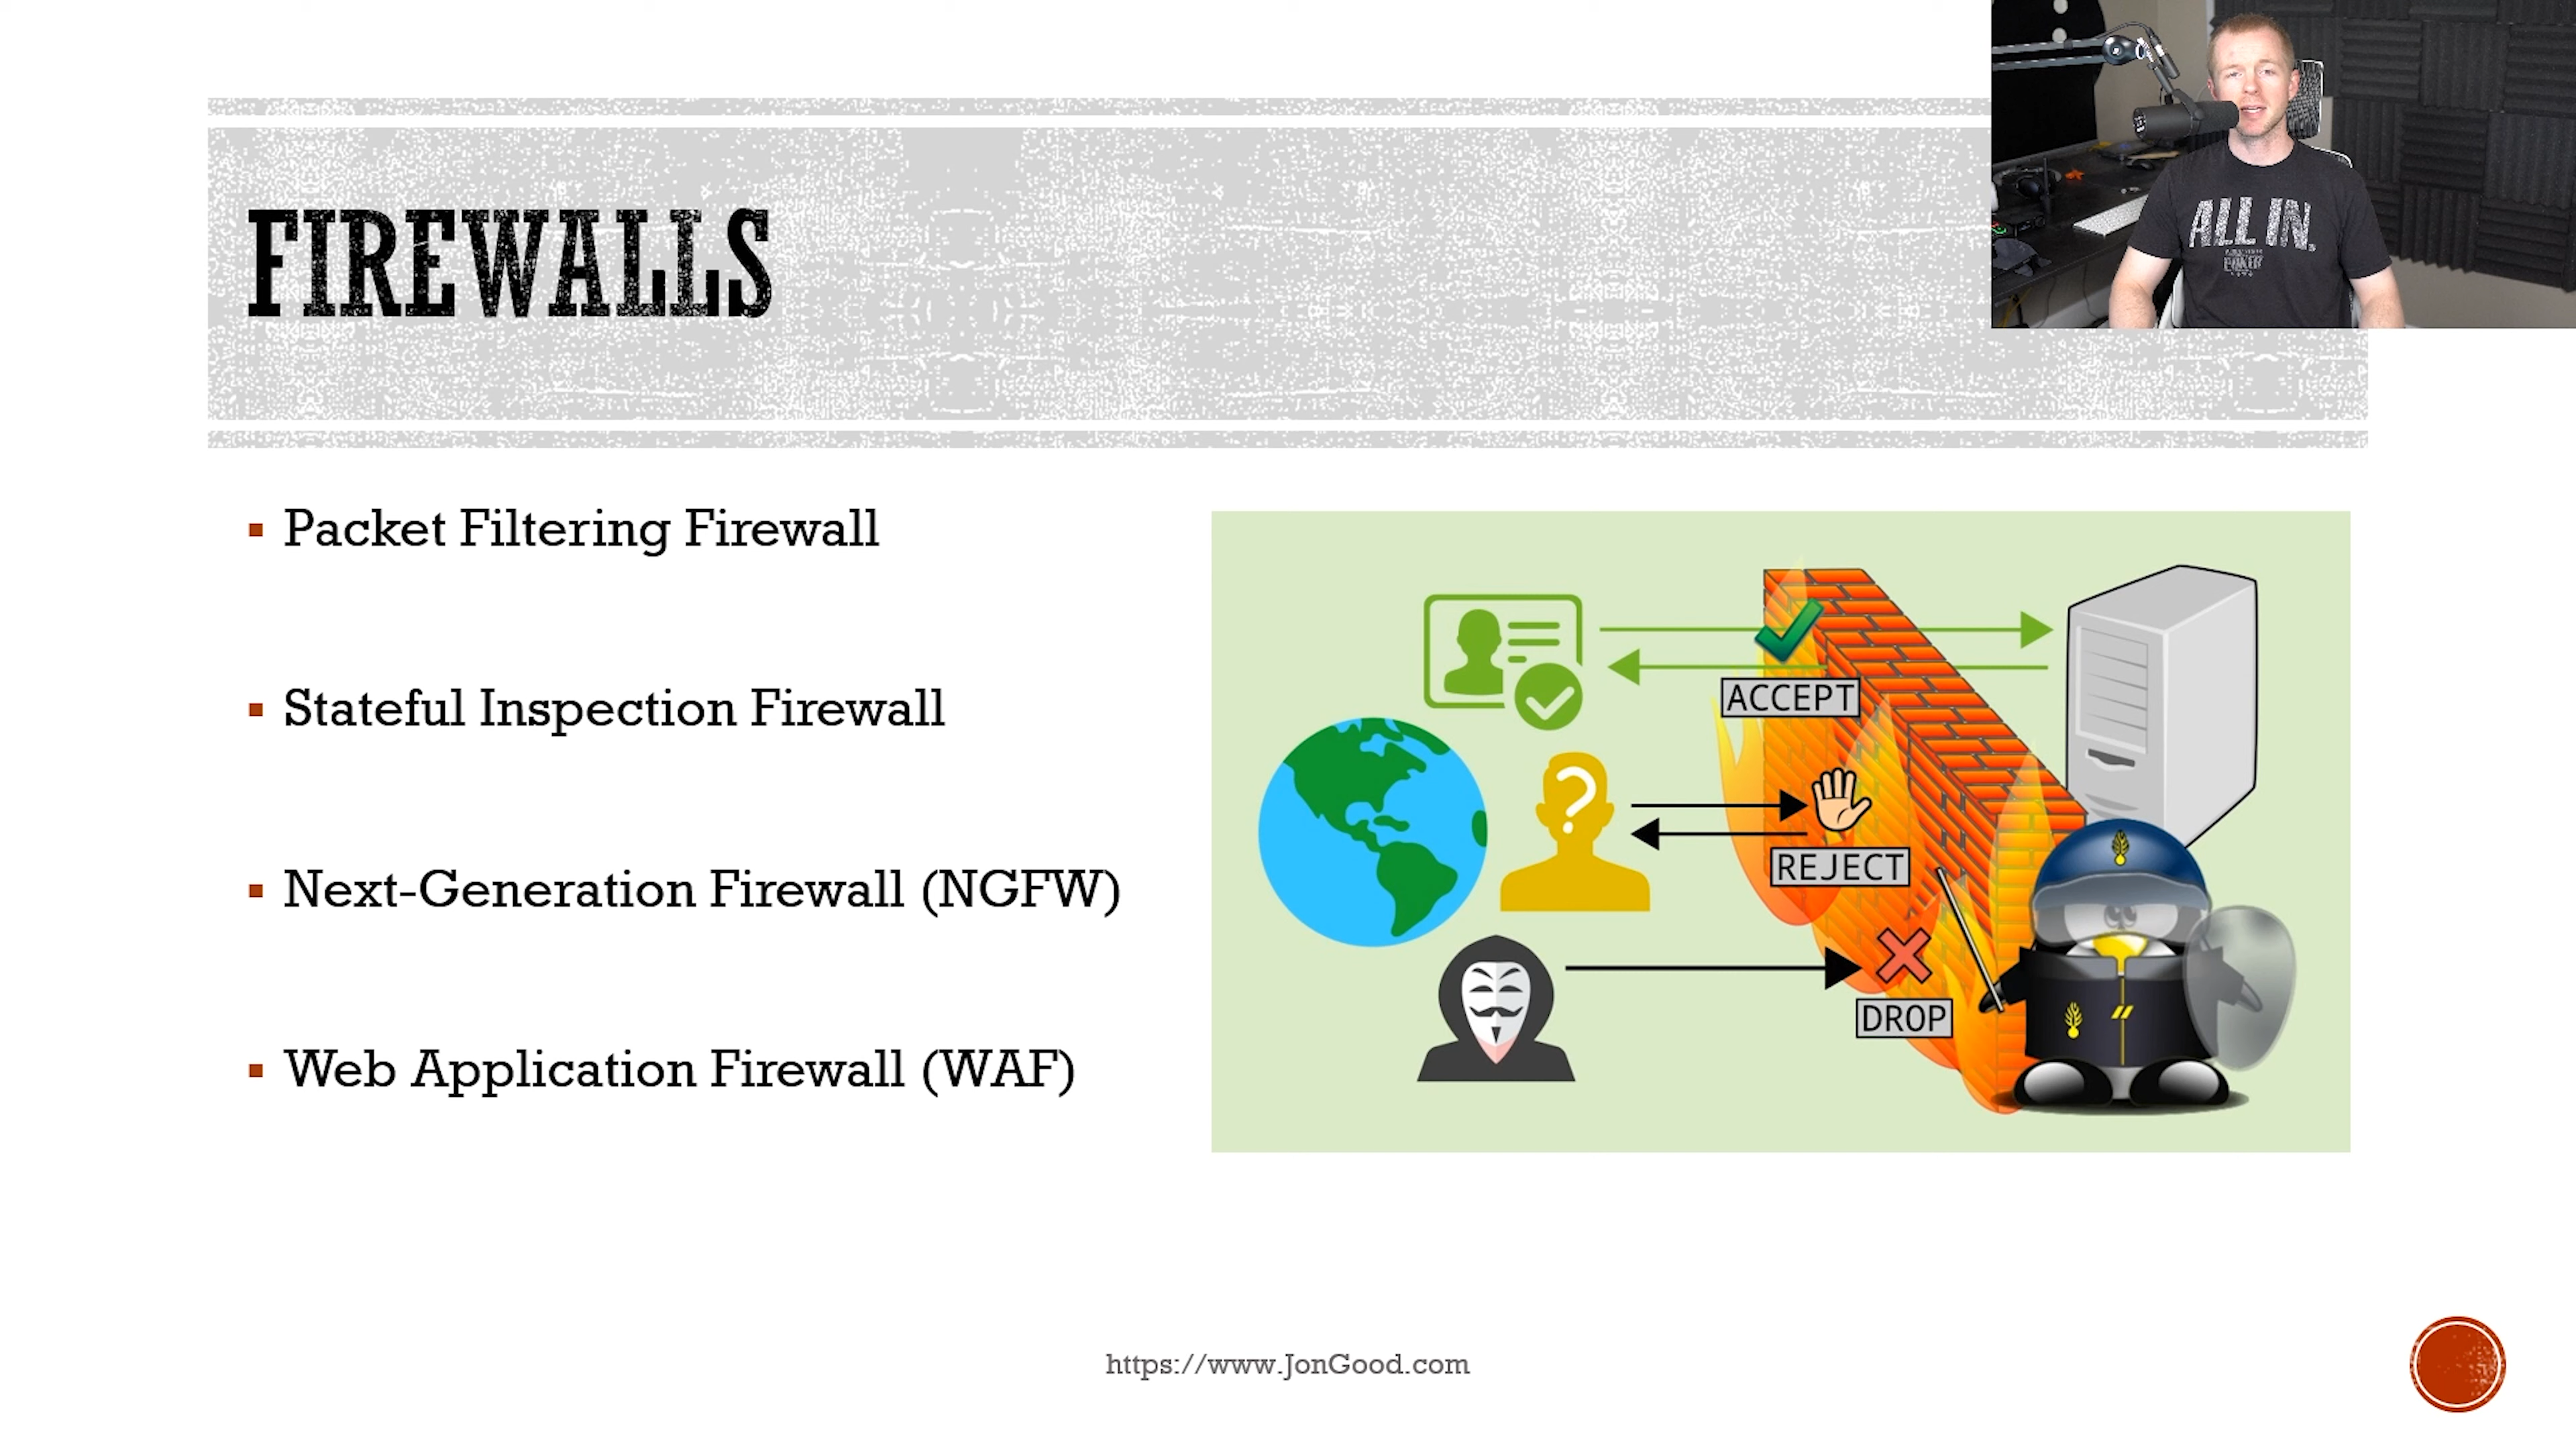 FIREWALLS
ALL IN.
Packet Filtering Firewall
Stateful Inspection Firewall
Next-Generation Firewall (NGFW)
Web Application Firewall (WAF)
ACCEPT
?
REJECT
DROP
https://www.JonGood.com